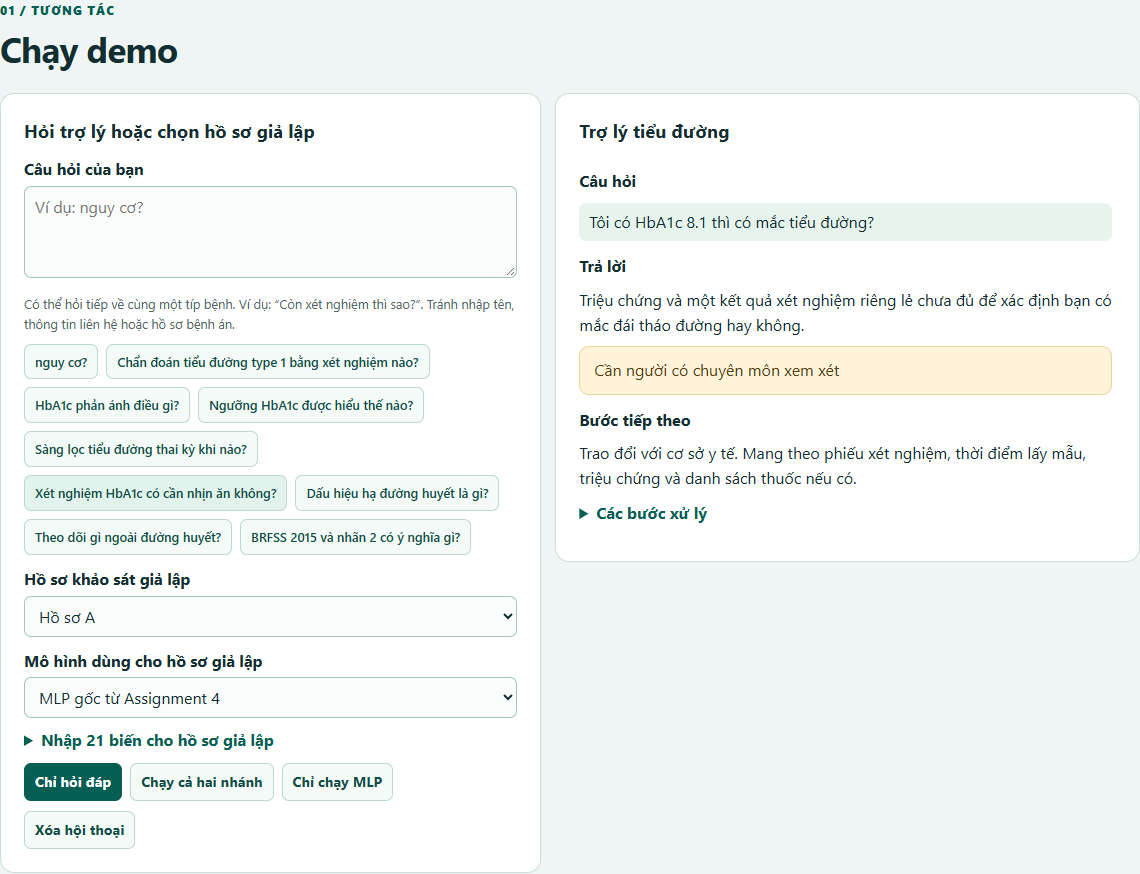 01 / TƯƠNG TÁC
Chạy demo
Hỏi trợ lý hoặc chọn hồ sơ giả lập
Câu hỏi của bạn
Ví dụ: nguy cơ?
Có thể hỏi tiếp về cùng một típ bệnh. Ví dụ: “Còn xét nghiệm thì sao?”. Tránh nhập tên,
thông tin liên hệ hoặc hồ sơ bệnh án.
nguy cơ?
Chẩn đoán tiểu đường type 1 bằng xét nghiệm nào?
HbA1c phản ánh điều gì?
Ngưỡng HbA1c được hiểu thế nào?
Sàng lọc tiểu đường thai kỳ khi nào?
Xét nghiệm HbA1c có cần nhịn ăn không?
Dấu hiệu hạ đường huyết là gì?
Theo dõi gì ngoài đường huyết?
BRFSS 2015 và nhãn 2 có ý nghĩa gì?
Hồ sơ khảo sát giả lập
Hồ sơ A
Mô hình dùng cho hồ sơ giả lập
MLP gốc từ Assignment 4
Nhập 21 biến cho hồ sơ giả lập
Chỉ hỏi đáp
Chạy cả hai nhánh
Chỉ chạy MLP
Xóa hội thoại
Trợ lý tiểu đường
Câu hỏi
Tôi có HbA1c 8.1 thì có mắc tiểu đường?
Trả lời
Triệu chứng và một kết quả xét nghiệm riêng lẻ chưa đủ để xác định bạn có
mắc đái tháo đường hay không.
Cần người có chuyên môn xem xét
Bước tiếp theo
Trao đổi với cơ sở y tế. Mang theo phiếu xét nghiệm, thời điểm lấy mẫu,
triệu chứng và danh sách thuốc nếu có.
Các bước xử lý